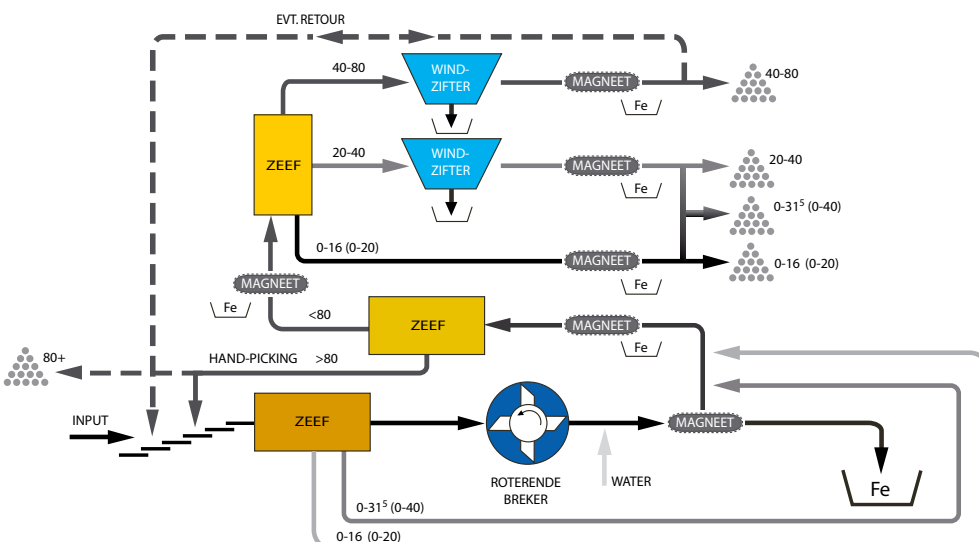 EVT. RETOUR
40-80
WIND-
ZIFTER
MAGNEET
Fe
40-80
ZEEF
20-40
WIND-
ZIFTER
MAGNEET
Fe
20-40
0-31⁵ (0-40)
0-16 (0-20)
MAGNEET
Fe
0-16 (0-20)
MAGNEET
Fe
<80
ZEEF
MAGNEET
Fe
80+
HAND-PICKING >80
INPUT
ZEEF
MAGNEET
ROTERENDE
BREKER
WATER
Fe
0-31⁵ (0-40)
0-16 (0-20)